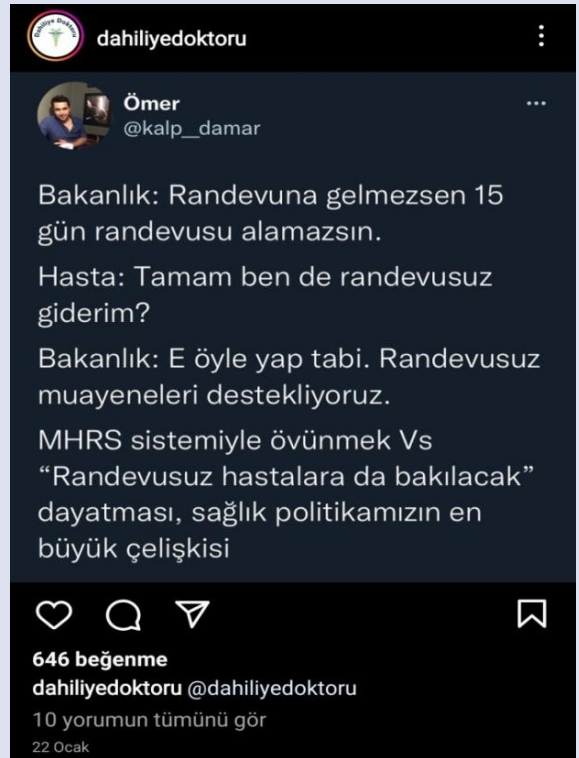 Dahiliye Doktoru
dahiliyedoktoru
Ömer
@kalp__damar
Bakanlık: Randevuna gelmezsen 15
gün randevusu alamazsın.
Hasta: Tamam ben de randevusuz
giderim?
Bakanlık: E öyle yap tabi. Randevusuz
muayeneleri destekliyoruz.
MHRS sistemiyle övünmek Vs
“Randevusuz hastalara da bakılacak”
dayatması, sağlık politikamızın en
büyük çelişkisi
646 beğenme
dahiliyedoktoru @dahiliyedoktoru
10 yorumun tümünü gör
22 Ocak